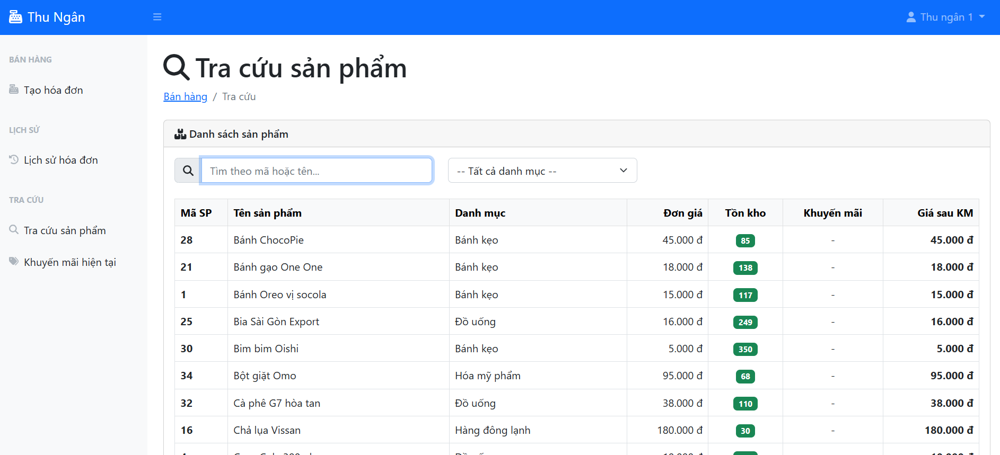 Thu Ngân
Thu ngân 1
BÁN HÀNG
Tạo hóa đơn
LỊCH SỬ
Lịch sử hóa đơn
TRA CỨU
Tra cứu sản phẩm
Khuyến mãi hiện tại
Tra cứu sản phẩm
Bán hàng / Tra cứu
Danh sách sản phẩm
Tìm theo mã hoặc tên...
-- Tất cả danh mục --
Mã SP Tên sản phẩm Danh mục Đơn giá Tồn kho Khuyến mãi Giá sau KM
28 Bánh ChocoPie Bánh kẹo 45.000 đ 85 - 45.000 đ
21 Bánh gạo One One Bánh kẹo 18.000 đ 138 - 18.000 đ
1 Bánh Oreo vị socola Bánh kẹo 15.000 đ 117 - 15.000 đ
25 Bia Sài Gòn Export Đồ uống 16.000 đ 249 - 16.000 đ
30 Bim bim Oishi Bánh kẹo 5.000 đ 350 - 5.000 đ
34 Bột giặt Omo Hóa mỹ phẩm 95.000 đ 68 - 95.000 đ
32 Cà phê G7 hòa tan Đồ uống 38.000 đ 110 - 38.000 đ
16 Chả lụa Vissan Hàng đông lạnh 180.000 đ 30 - 180.000 đ